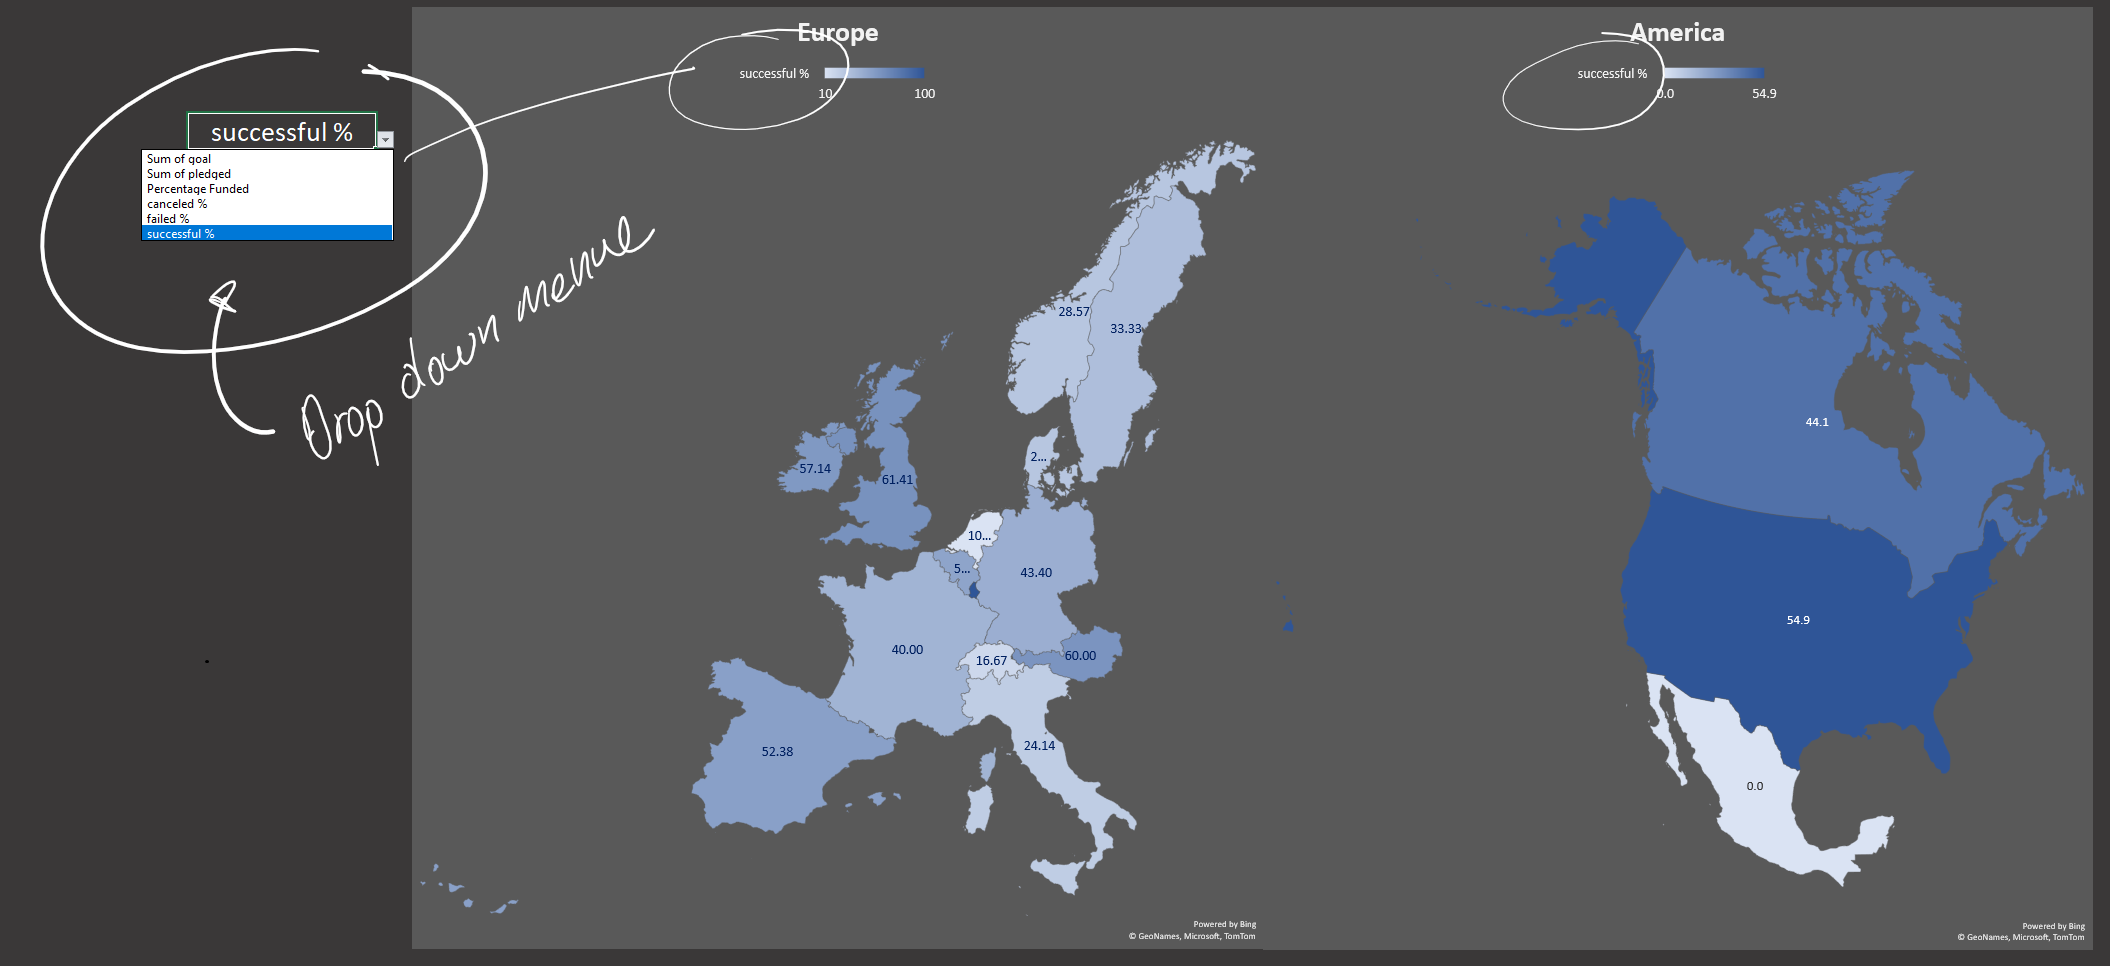 Europe
America
successful %
10
100
successful %
0.0
54.9
successful %
Sum of goal
Sum of pledged
Percentage Funded
canceled %
failed %
successful %
Drop down menue
28.57
33.33
2...
57.14
61.41
10...
5...
43.40
40.00
16.67
60.00
52.38
24.14
44.1
54.9
0.0
Powered by Bing
© GeoNames, Microsoft, TomTom
Powered by Bing
© GeoNames, Microsoft, TomTom